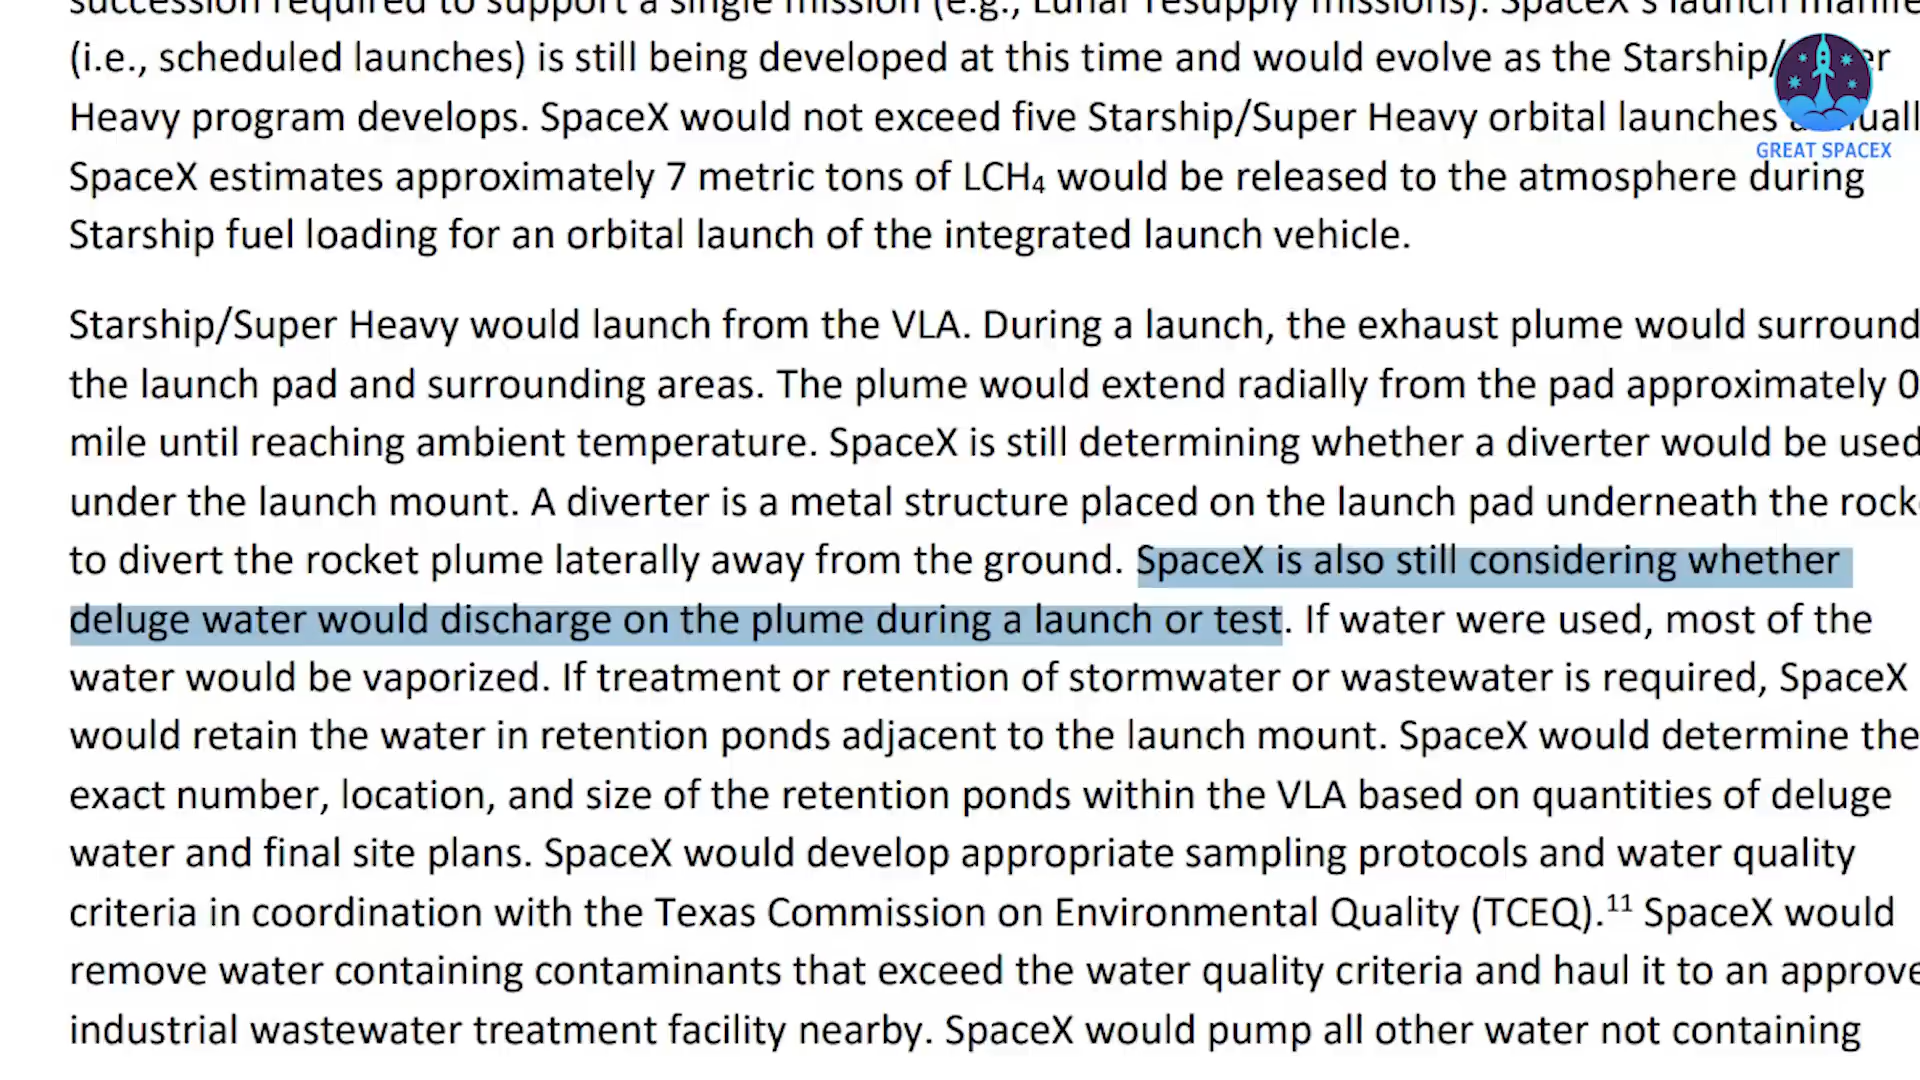 succession required to support a single mission (e.g., Lunar resupply missions). SpaceX's launch
(i.e., scheduled launches) is still being developed at this time and would evolve as the Starship/
Heavy program develops. SpaceX would not exceed five Starship/Super Heavy orbital launches
SpaceX estimates approximately 7 metric tons of LCH₄ would be released to the atmosphere during
Starship fuel loading for an orbital launch of the integrated launch vehicle.
Starship/Super Heavy would launch from the VLA. During a launch, the exhaust plume would surround
the launch pad and surrounding areas. The plume would extend radially from the pad approximately 0
mile until reaching ambient temperature. SpaceX is still determining whether a diverter would be used
under the launch mount. A diverter is a metal structure placed on the launch pad underneath the
to divert the rocket plume laterally away from the ground. SpaceX is also still considering whether
deluge water would discharge on the plume during a launch or test. If water were used, most of the
water would be vaporized. If treatment or retention of stormwater or wastewater is required, SpaceX
would retain the water in retention ponds adjacent to the launch mount. SpaceX would determine the
exact number, location, and size of the retention ponds within the VLA based on quantities of deluge
water and final site plans. SpaceX would develop appropriate sampling protocols and water quality
criteria in coordination with the Texas Commission on Environmental Quality (TCEQ).¹¹ SpaceX would
remove water containing contaminants that exceed the water quality criteria and haul it to an
industrial wastewater treatment facility nearby. SpaceX would pump all other water not containing
GREAT SPACEX